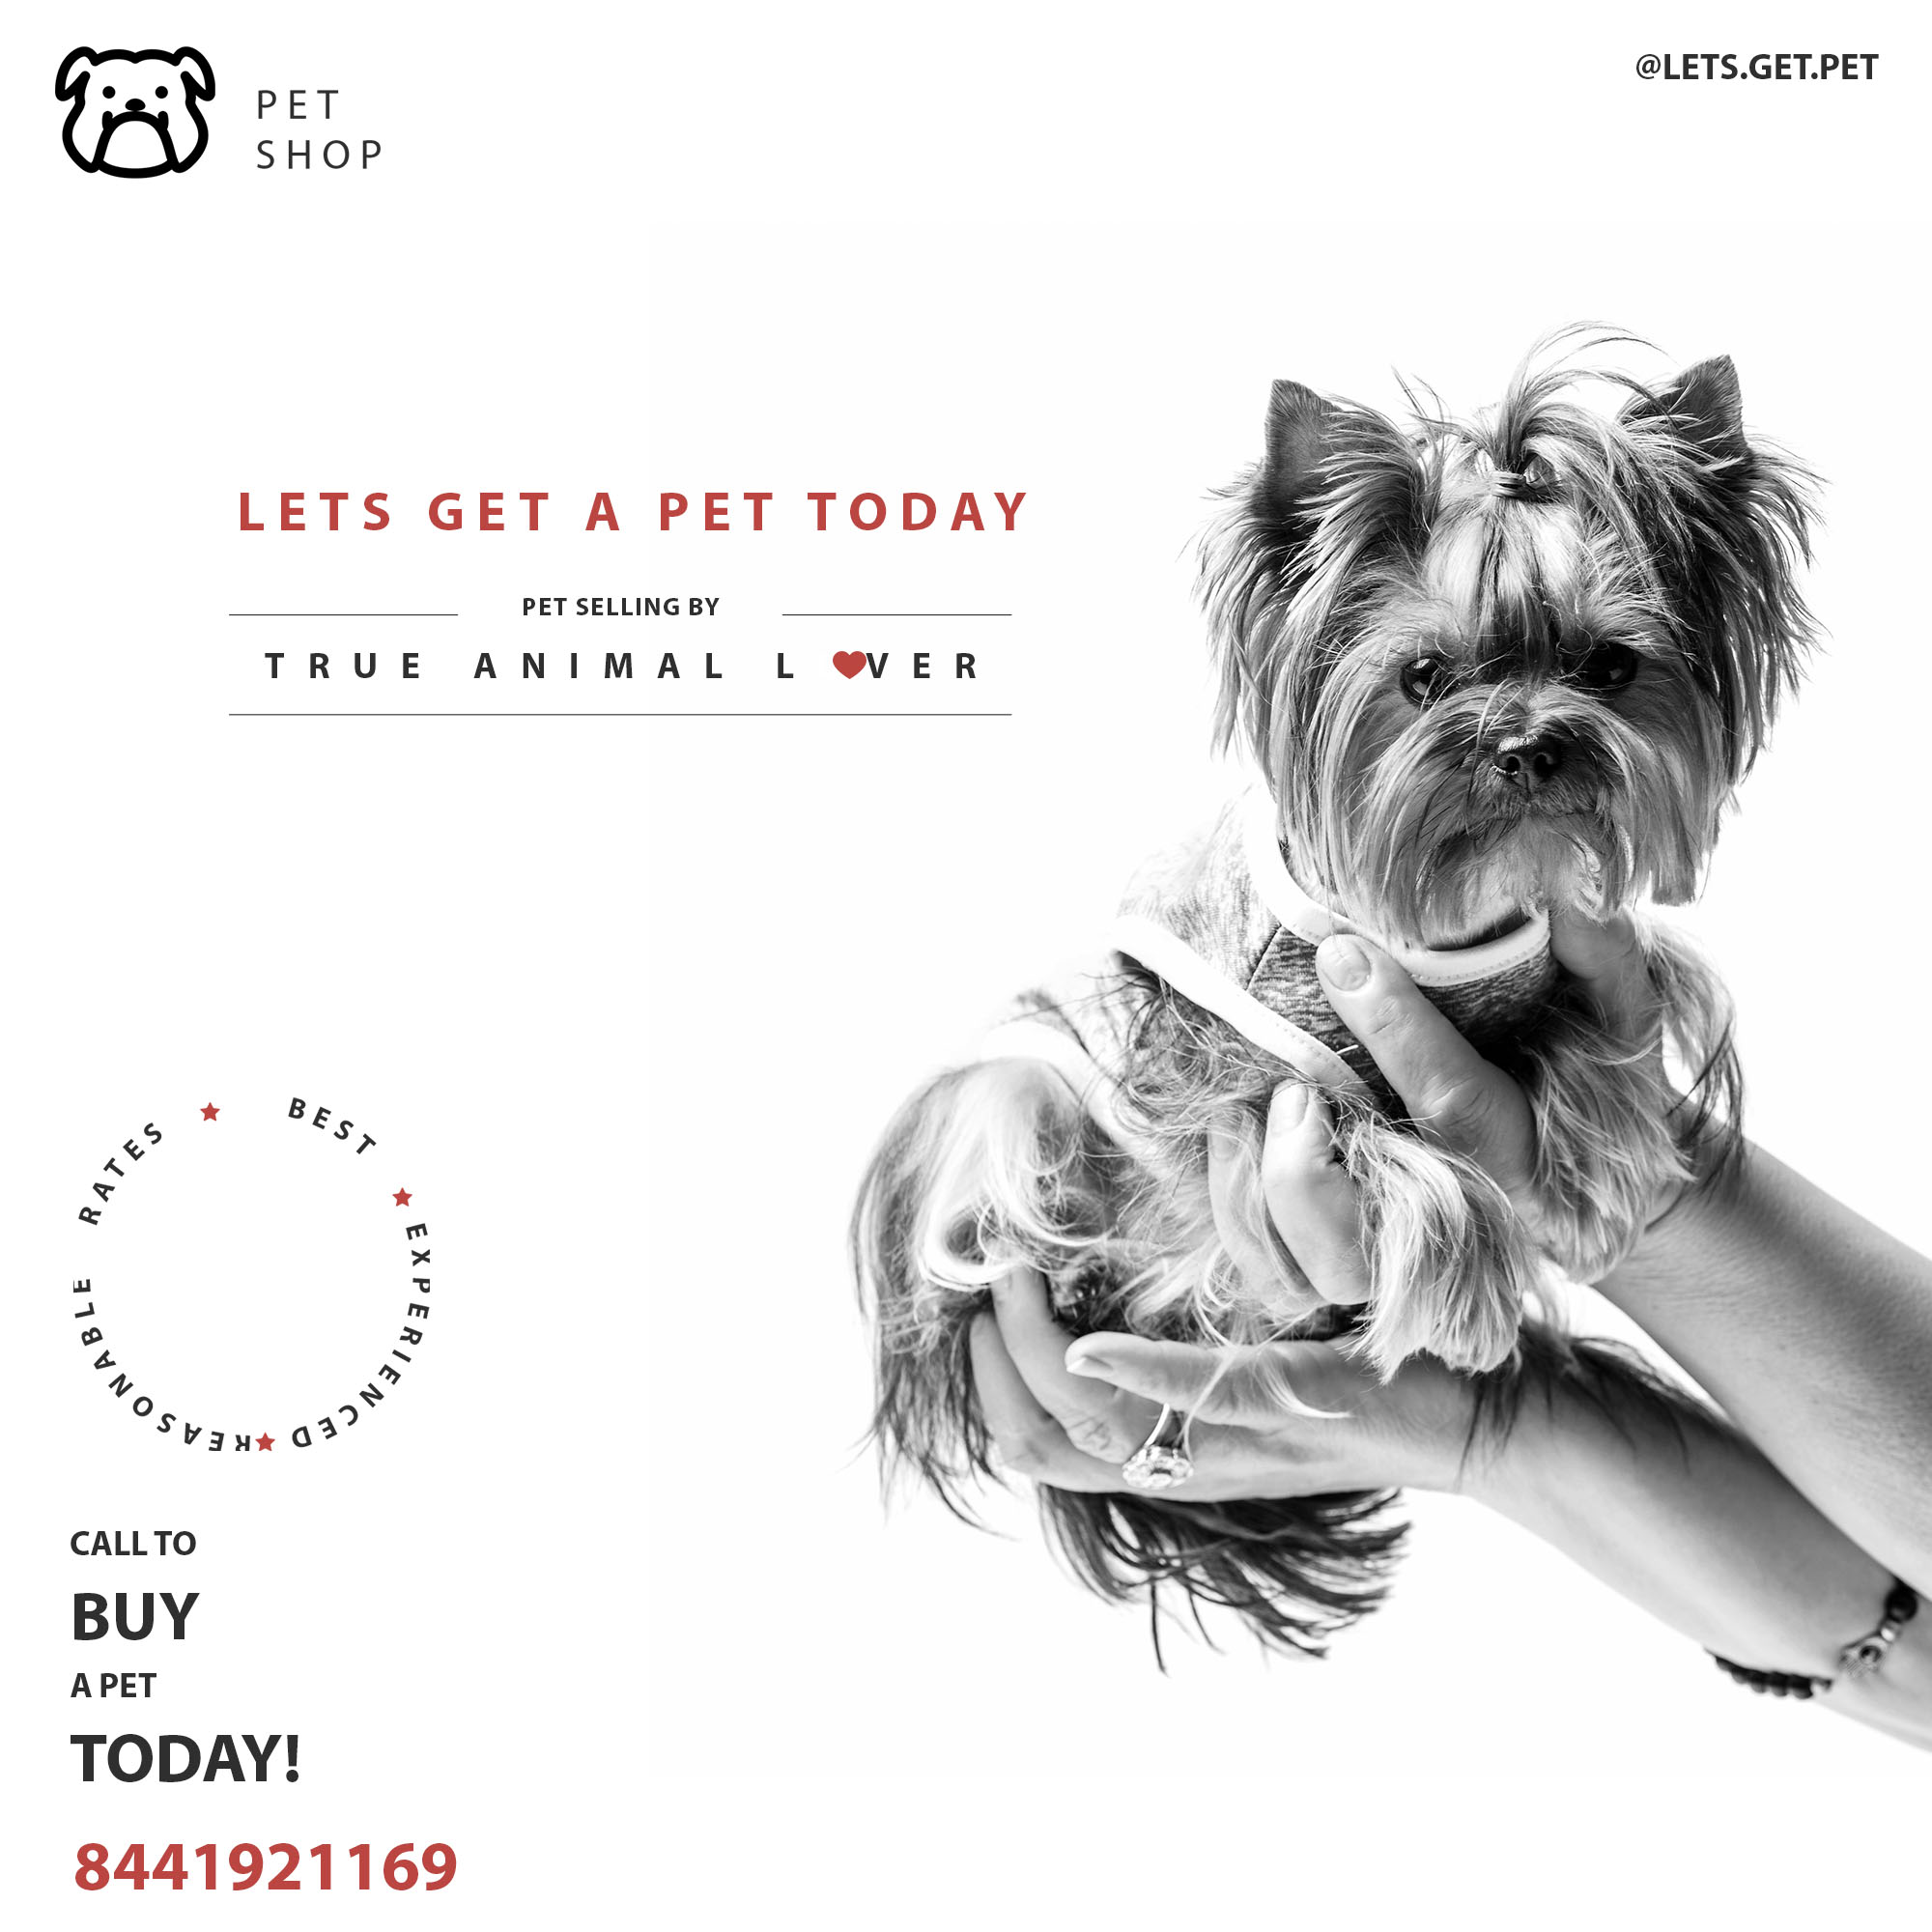 PET
SHOP
@LETS.GET.PET
LETS GET A PET TODAY
PET SELLING BY
TRUE ANIMAL L❤VER
BEST ★ EXPERIENCED ★ REASONABLE RATES ★
CALL TO
BUY
A PET
TODAY!
8441921169